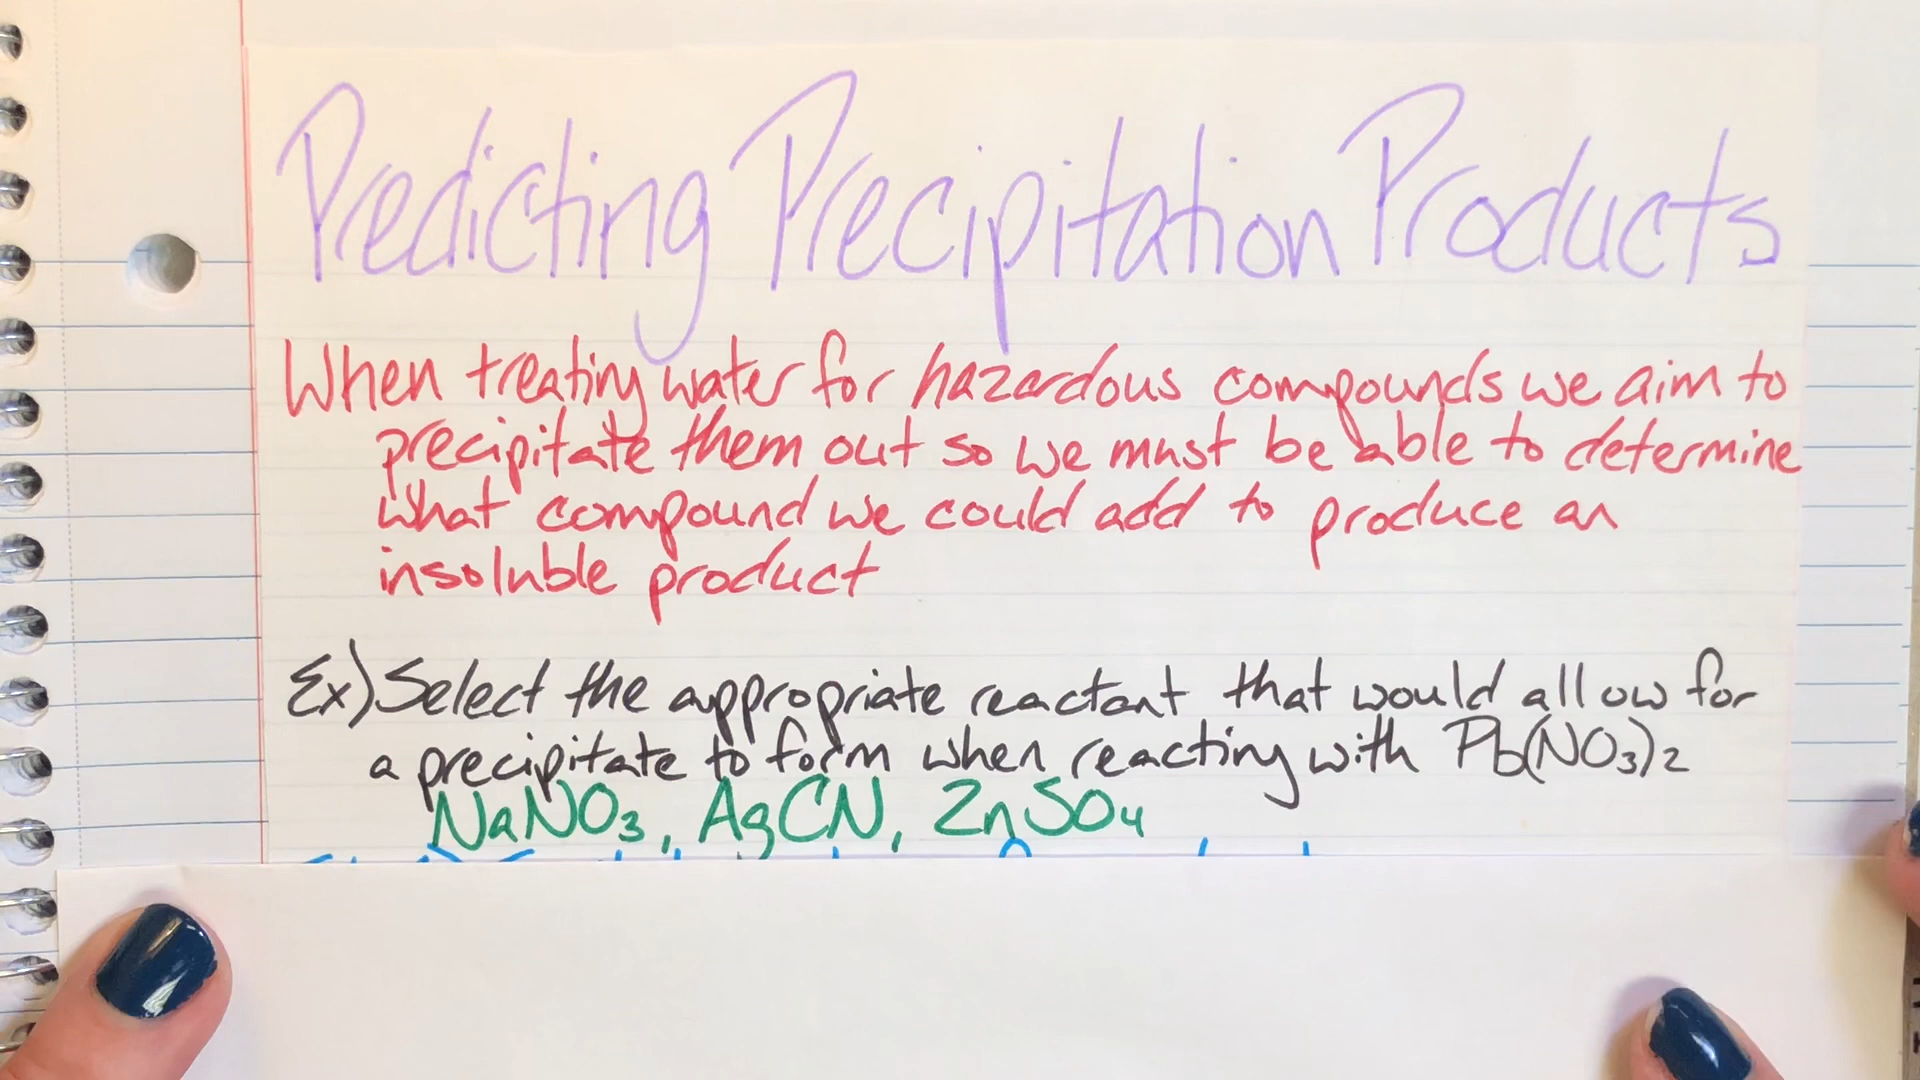 Predicting Precipitation Products
When treating water for hazardous compounds we aim to
precipitate them out so we must be able to determine
what compound we could add to produce an
insoluble product
Ex) Select the appropriate reactant that would allow for
a precipitate to form when reacting with Pb(NO₃)₂
NaNO₃, AgCN, ZnSO₄